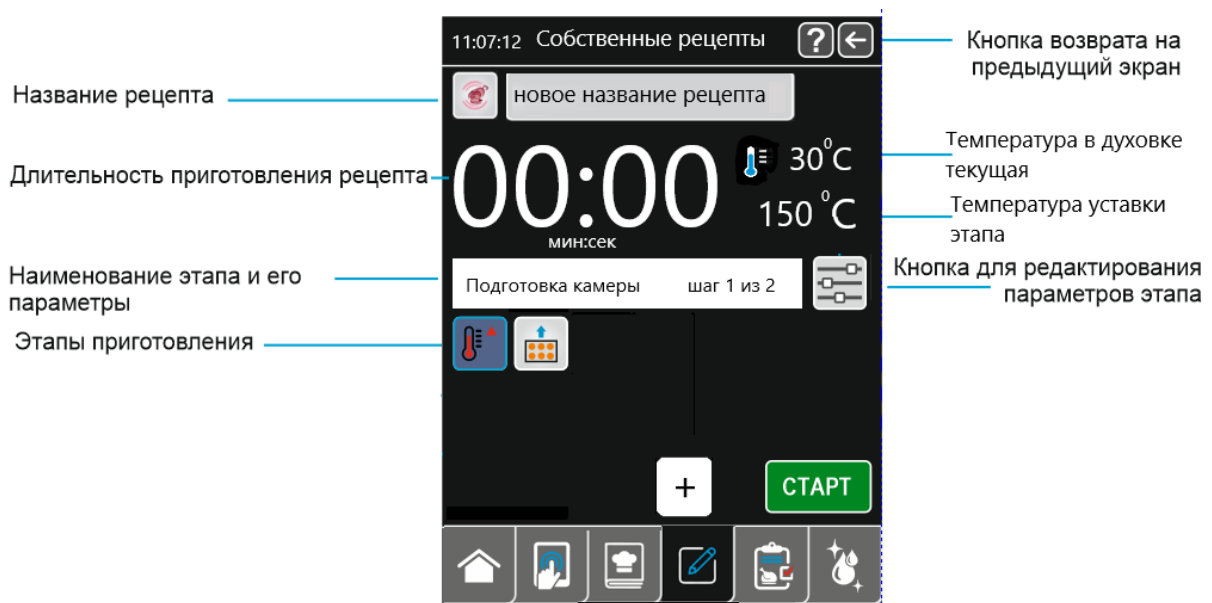 11:07:12 Собственные рецепты ?
Кнопка возврата на
предыдущий экран
Название рецепта
новое название рецепта
Длительность приготовления рецепта
00:00
мин:сек
30°C
150 °C
Температура в духовке
текущая
Температура уставки
этапа
Наименование этапа и его
параметры
Подготовка камеры шаг 1 из 2
Кнопка для редактирования
параметров этапа
Этапы приготовления
+
СТАРТ